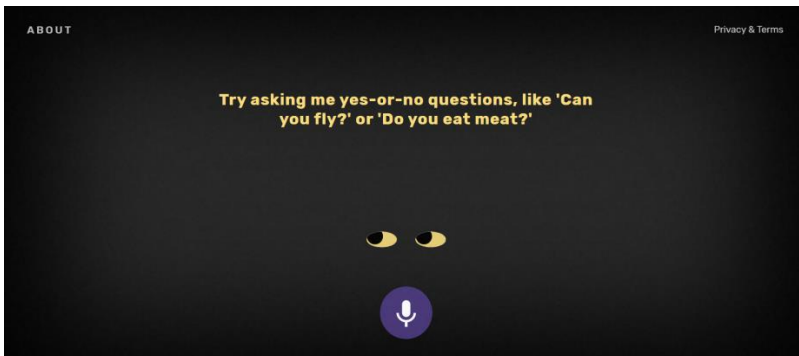 ABOUT
Privacy & Terms
Try asking me yes-or-no questions, like 'Can
you fly?' or 'Do you eat meat?'